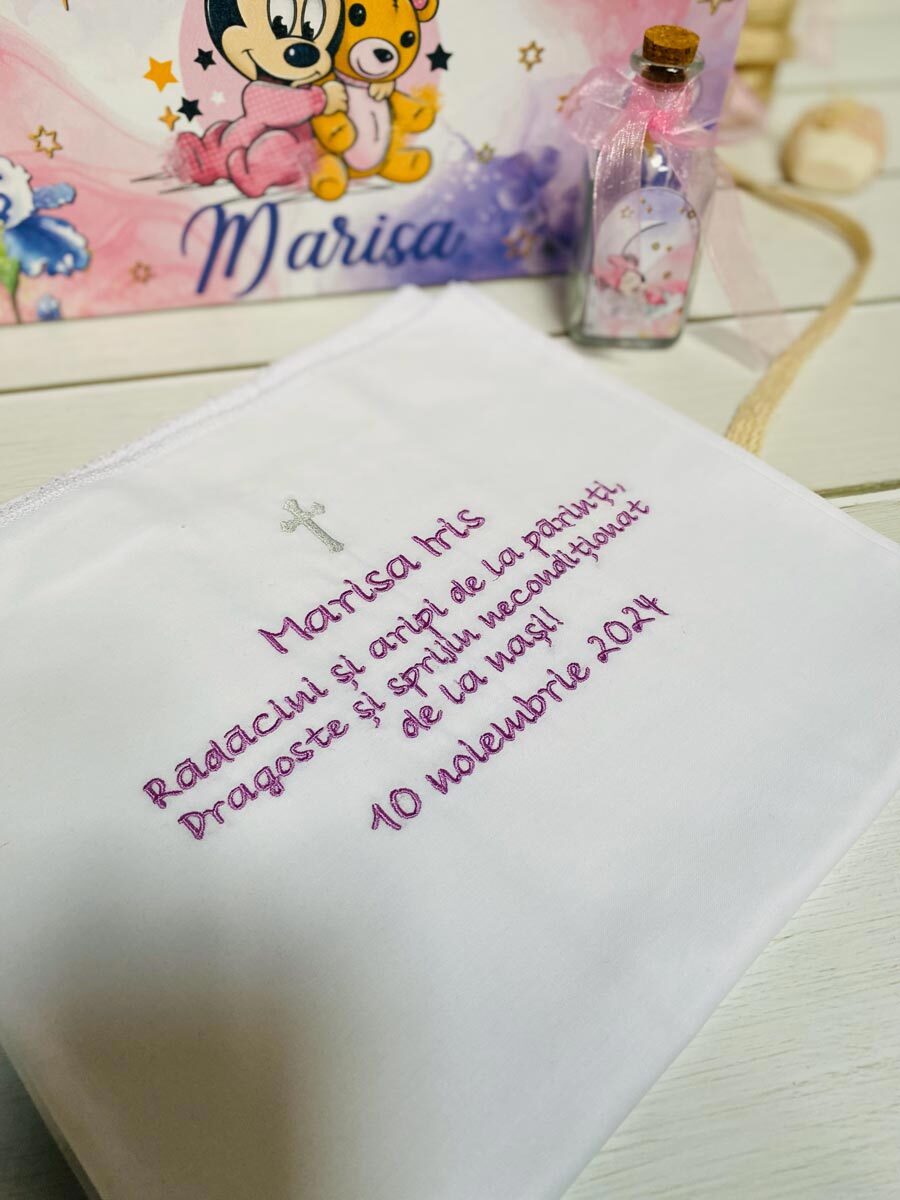 Marisa
Marisa Iris
Rădăcini și aripi de la părinți,
Dragoste și sprijin necondiționat
de la nași!
10 noiembrie 2024